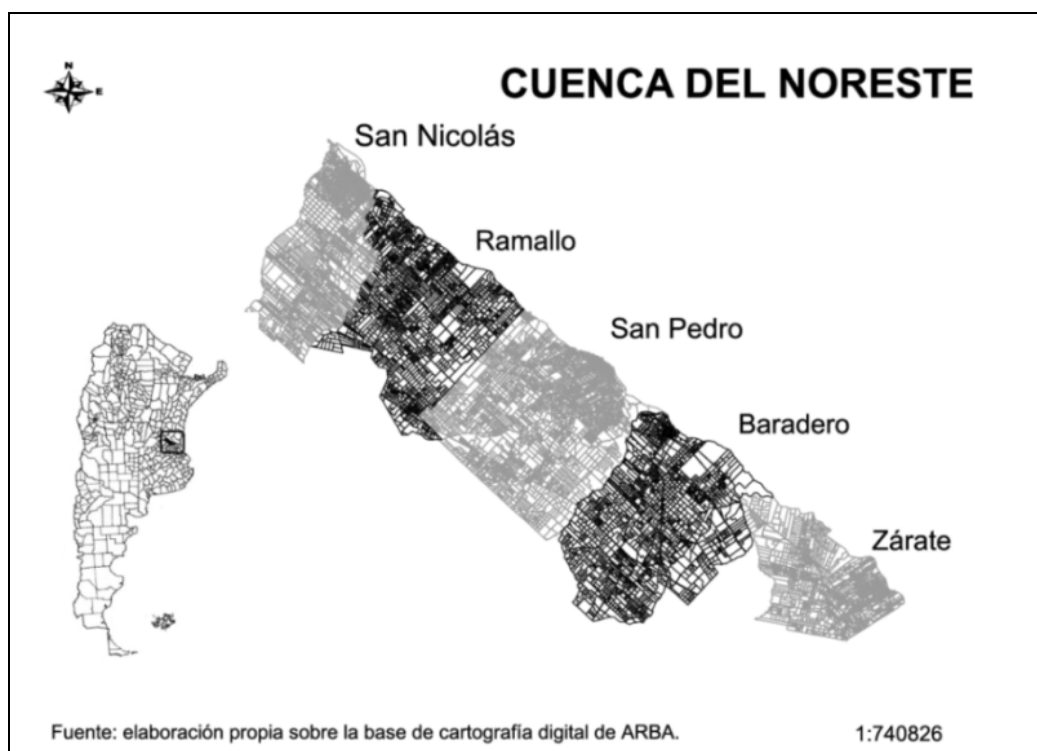 CUENCA DEL NORESTE
N
E
San Nicolás
Ramallo
San Pedro
Baradero
Zárate
Fuente: elaboración propia sobre la base de cartografía digital de ARBA.
1:740826